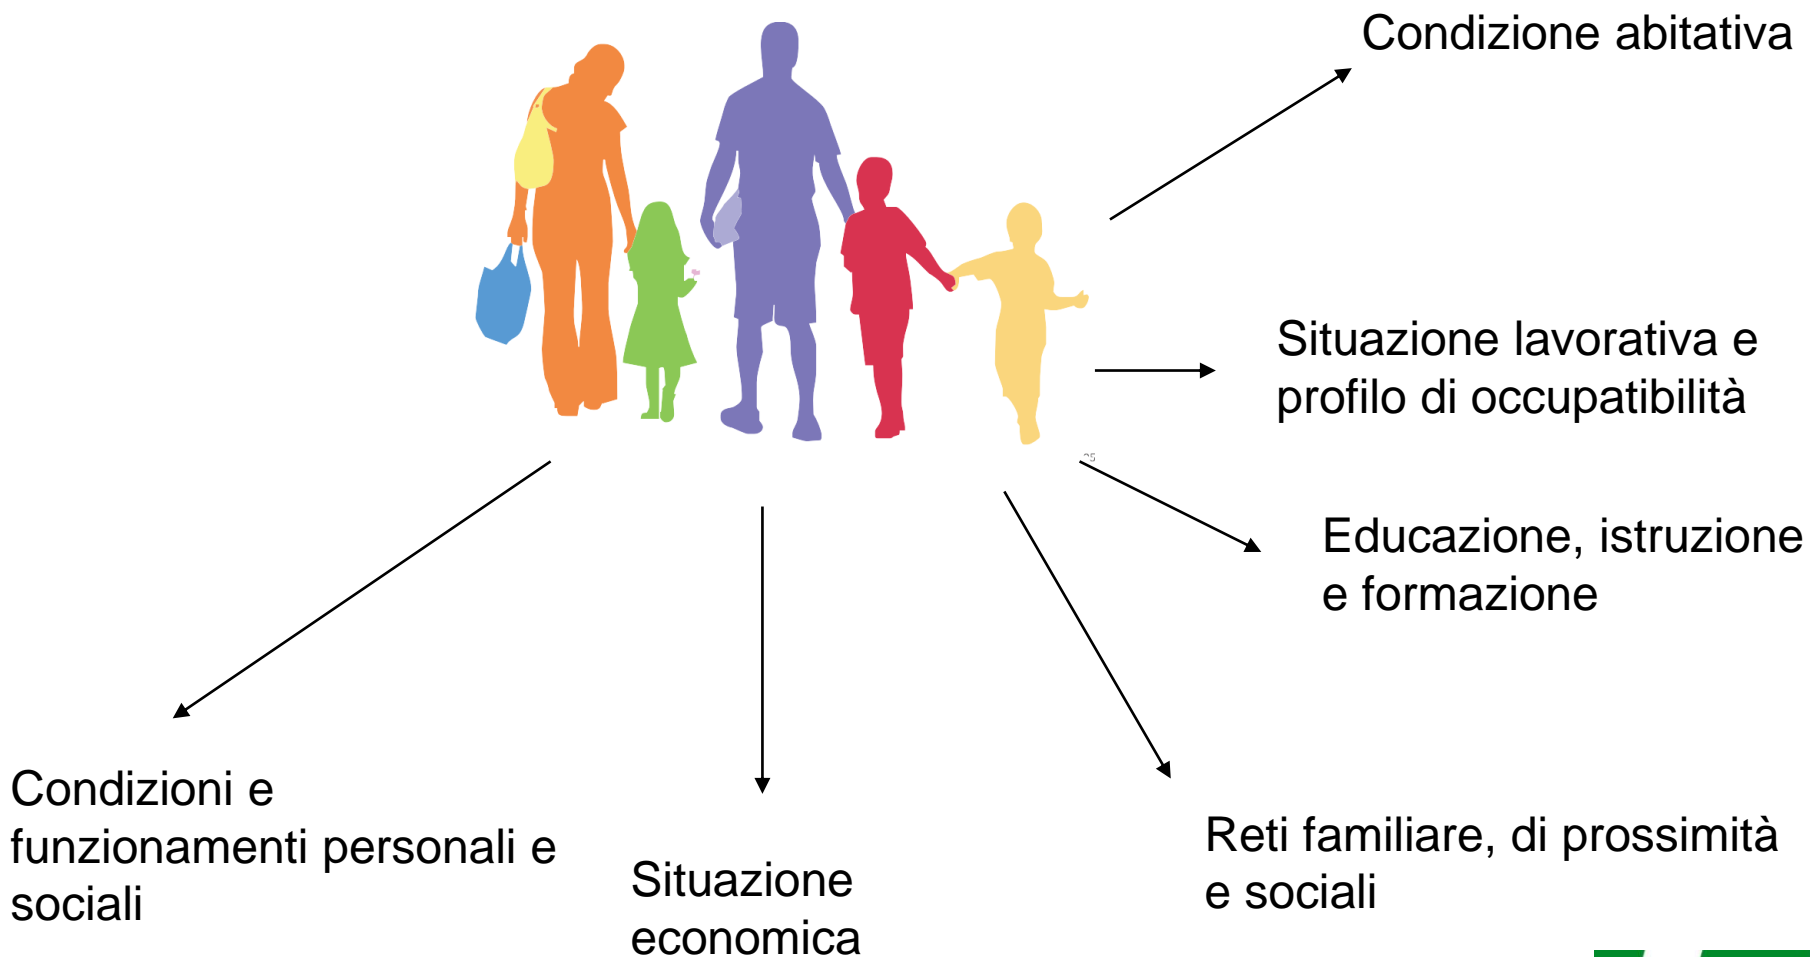 Condizione abitativa
Situazione lavorativa e
profilo di occupatibilità
Educazione, istruzione
e formazione
Condizioni e
funzionamenti personali e
sociali
Situazione
economica
Reti familiare, di prossimità
e sociali